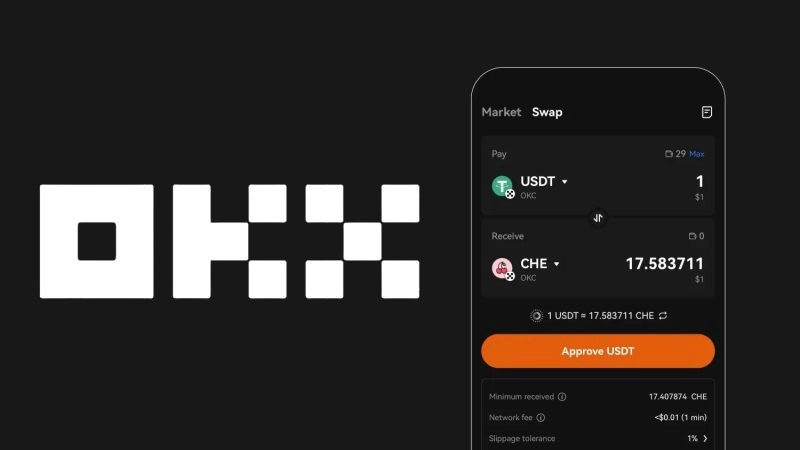 OKX
Market Swap
Pay 29 Max
USDT 1
OKC $1
Receive 0
CHE 17.583711
OKC $1
1 USDT ≈ 17.583711 CHE
Approve USDT
Minimum received 17.407874 CHE
Network fee <$0.01 (1 min)
Slippage tolerance 1%